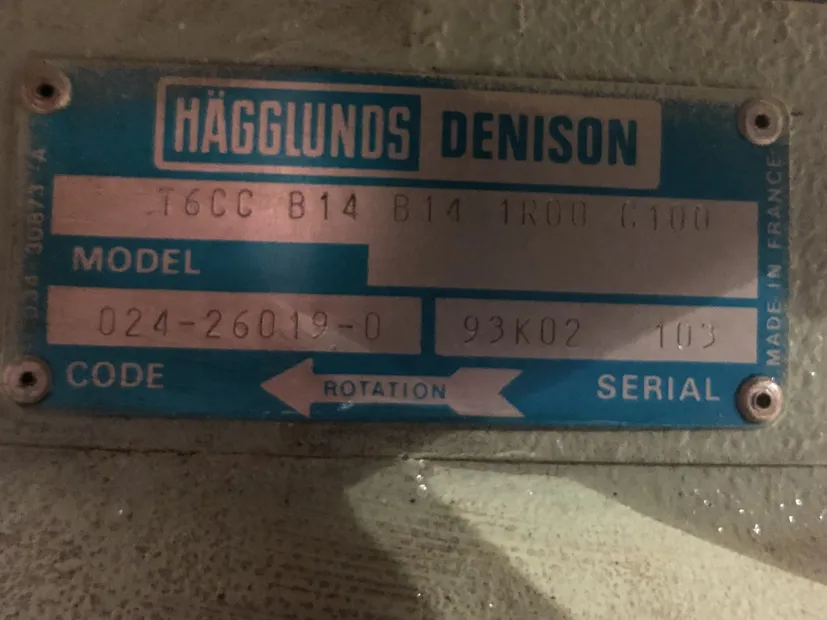 HÄGGLUNDS DENISON
T6CC B14 B14 1R00 C100
MODEL
024-26019-0
93K02 103
CODE
ROTATION
SERIAL
MADE IN FRANCE